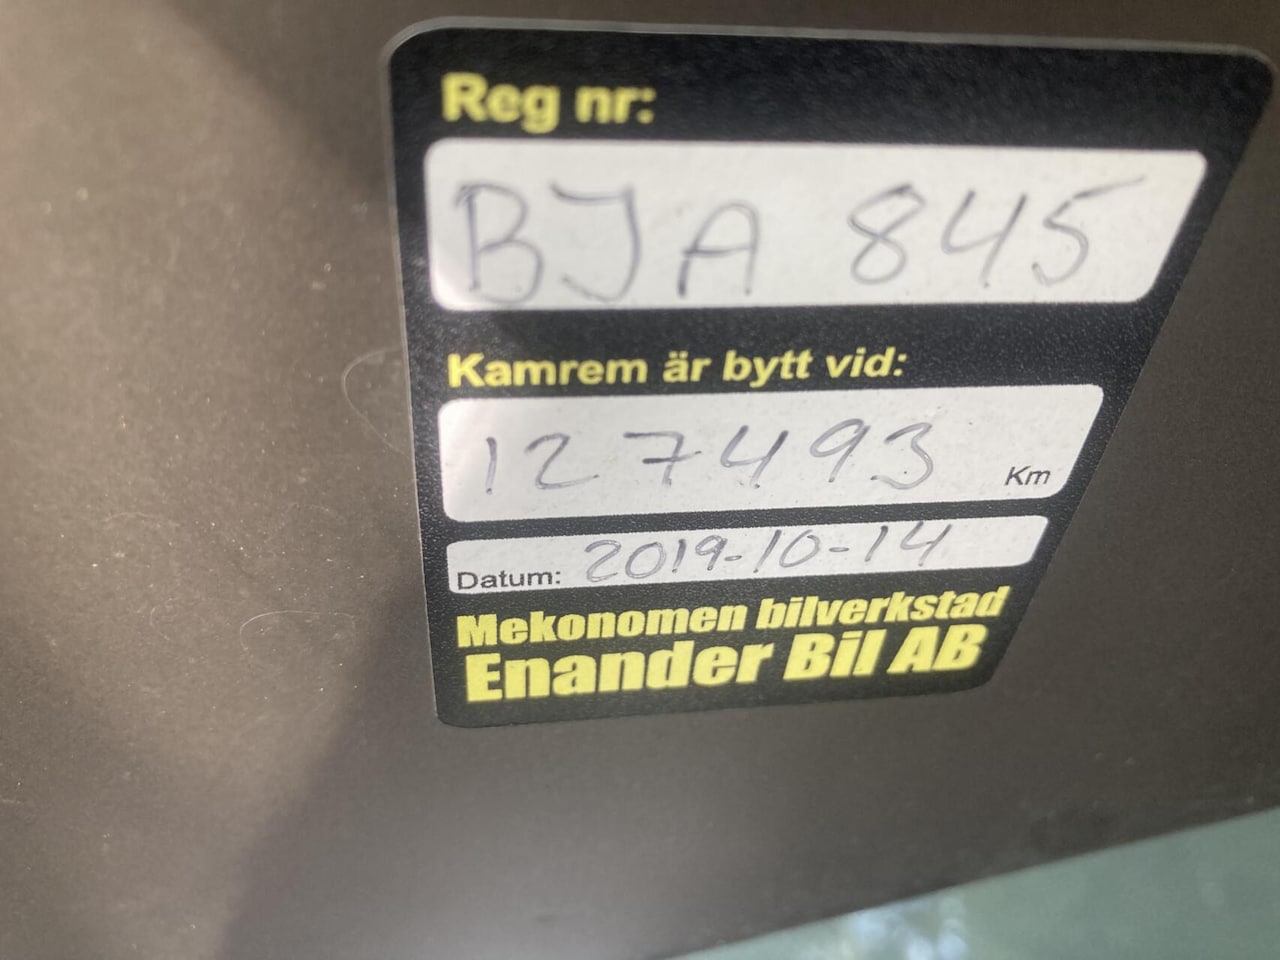 Reg nr:
BJA 845
Kamrem är bytt vid:
127493 Km
Datum: 2019-10-14
Mekonomen bilverkstad
Enander Bil AB